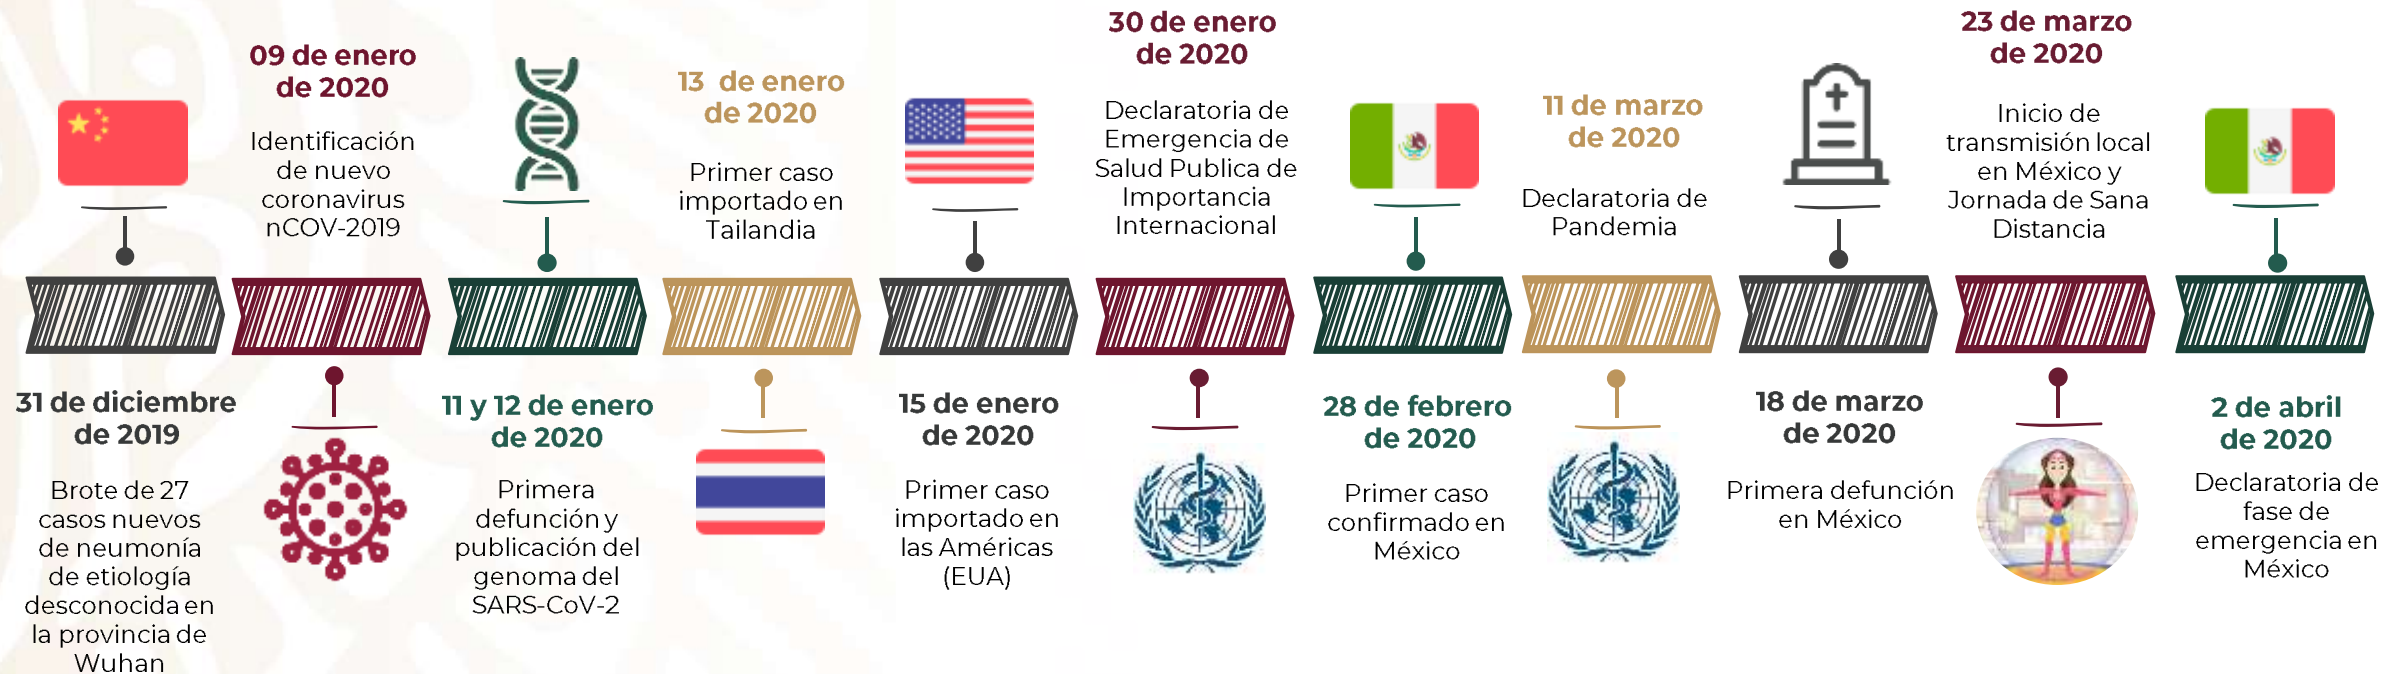 31 de diciembre
de 2019
Brote de 27
casos nuevos
de neumonía
de etiología
desconocida en
la provincia de
Wuhan
09 de enero
de 2020
Identificación
de nuevo
coronavirus
nCOV-2019
11 y 12 de enero
de 2020
Primera
defunción y
publicación del
genoma del
SARS-CoV-2
13 de enero
de 2020
Primer caso
importado en
Tailandia
15 de enero
de 2020
Primer caso
importado en
las Américas
(EUA)
30 de enero
de 2020
Declaratoria de
Emergencia de
Salud Publica de
Importancia
Internacional
28 de febrero
de 2020
Primer caso
confirmado en
México
11 de marzo
de 2020
Declaratoria de
Pandemia
18 de marzo
de 2020
Primera defunción
en México
23 de marzo
de 2020
Inicio de
transmisión local
en México y
Jornada de Sana
Distancia
2 de abril
de 2020
Declaratoria de
fase de
emergencia en
México